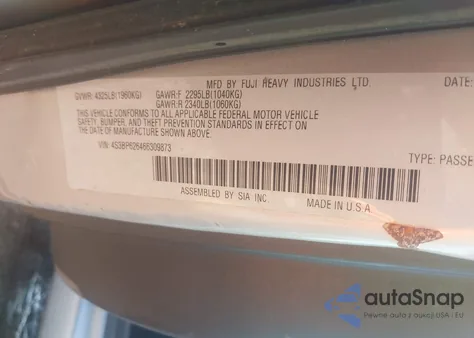 MFD BY FUJI HEAVY INDUSTRIES LTD. DATE:
GVWR: 4325LB(1960KG) GAWR:F 2295LB(1040KG)
GAWR:R 2340LB(1060KG)
THIS VEHICLE CONFORMS TO ALL APPLICABLE FEDERAL MOTOR VEHICLE
SAFETY, BUMPER, AND THEFT PREVENTION STANDARDS IN EFFECT ON
THE DATE OF MANUFACTURE SHOWN ABOVE.
VIN: 4S3BP626466309873
TYPE: PASSE
ASSEMBLED BY SIA INC. MADE IN U.S.A
autaSnap
Pewne auta z aukcji USA i EU